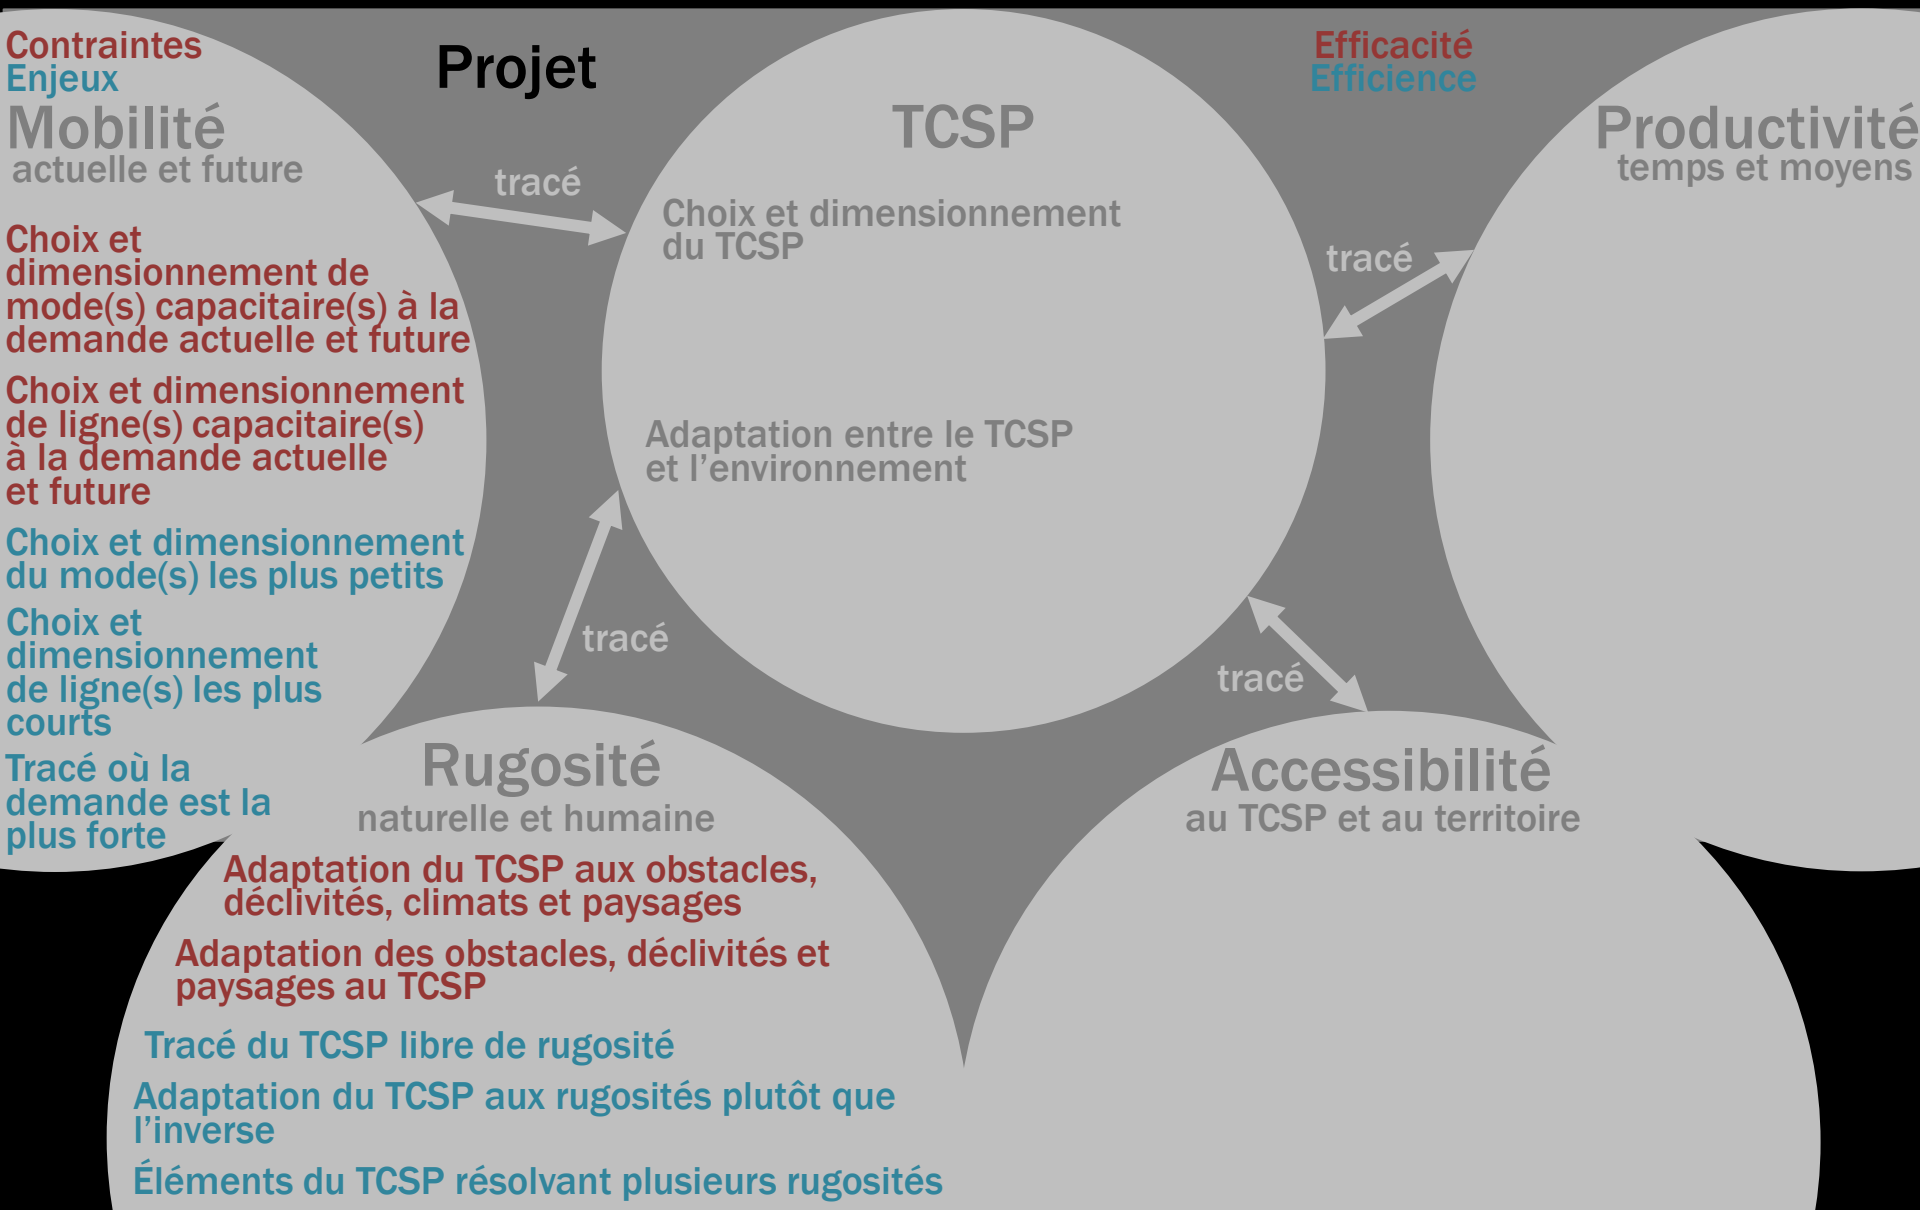 Contraintes
Enjeux
Mobilité
actuelle et future
Choix et
dimensionnement de
mode(s) capacitaire(s) à la
demande actuelle et future
Choix et dimensionnement
de ligne(s) capacitaire(s)
à la demande actuelle
et future
Choix et dimensionnement
du mode(s) les plus petits
Choix et
dimensionnement
de ligne(s) les plus
courts
Tracé où la
demande est la
plus forte
Projet
tracé
TCSP
Choix et dimensionnement
du TCSP
Adaptation entre le TCSP
et l’environnement
Efficacité
Efficience
tracé
Productivité
temps et moyens
tracé
tracé
Rugosité
naturelle et humaine
Adaptation du TCSP aux obstacles,
déclivités, climats et paysages
Adaptation des obstacles, déclivités et
paysages au TCSP
Tracé du TCSP libre de rugosité
Adaptation du TCSP aux rugosités plutôt que
l’inverse
Éléments du TCSP résolvant plusieurs rugosités
Accessibilité
au TCSP et au territoire